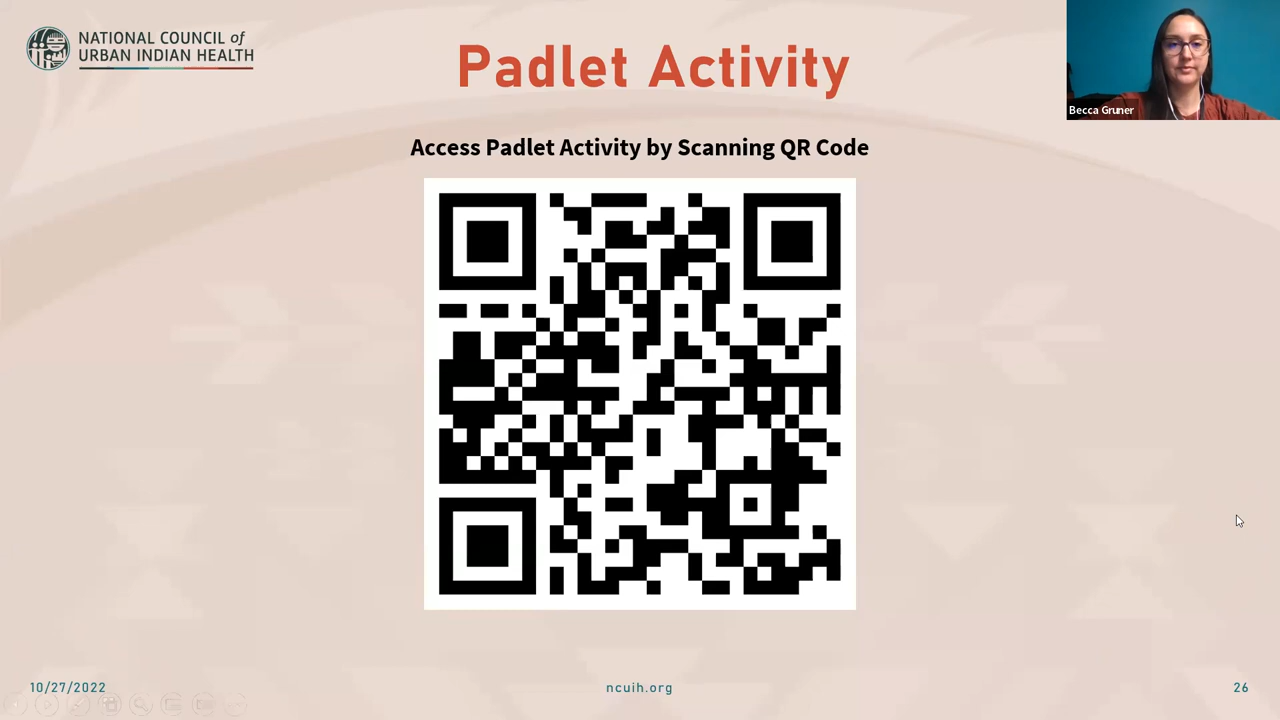 NATIONAL COUNCIL of
URBAN INDIAN HEALTH
Padlet Activity
Becca Gruner
Access Padlet Activity by Scanning QR Code
10/27/2022
ncuih.org
26